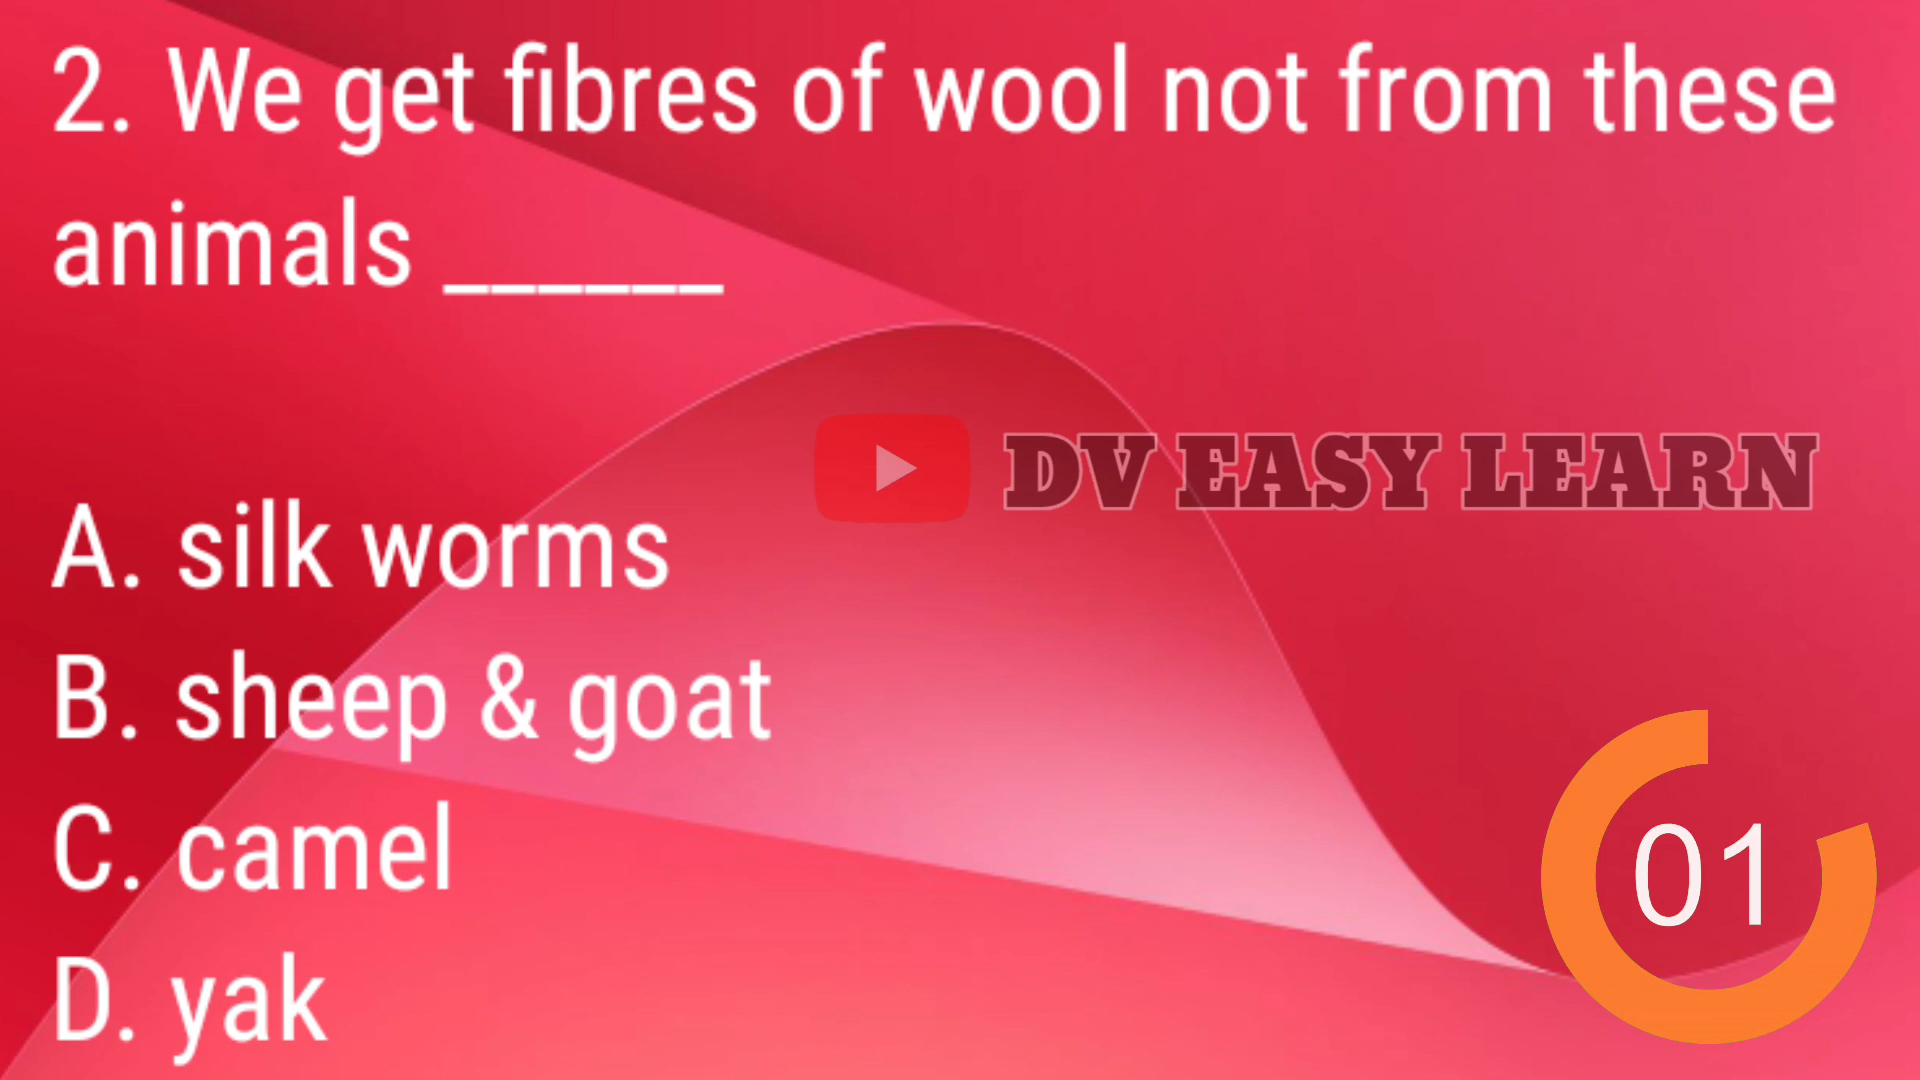 2. We get fibres of wool not from these
animals ______
DV EASY LEARN
A. silk worms
B. sheep & goat
C. camel
D. yak
01